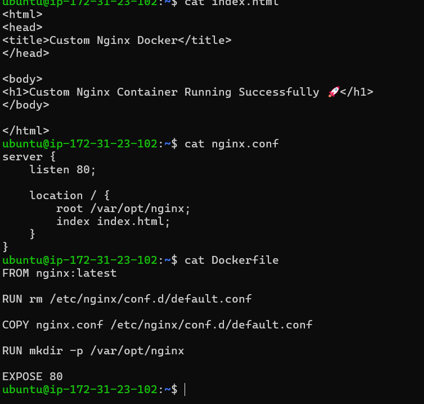 ubuntu@ip-172-31-23-102:~$ cat index.html
<html>
<head>
<title>Custom Nginx Docker</title>
</head>

<body>
<h1>Custom Nginx Container Running Successfully 🚀</h1>
</body>

</html>
ubuntu@ip-172-31-23-102:~$ cat nginx.conf
server {
    listen 80;

    location / {
        root /var/opt/nginx;
        index index.html;
    }
}
ubuntu@ip-172-31-23-102:~$ cat Dockerfile
FROM nginx:latest

RUN rm /etc/nginx/conf.d/default.conf

COPY nginx.conf /etc/nginx/conf.d/default.conf

RUN mkdir -p /var/opt/nginx

EXPOSE 80
ubuntu@ip-172-31-23-102:~$